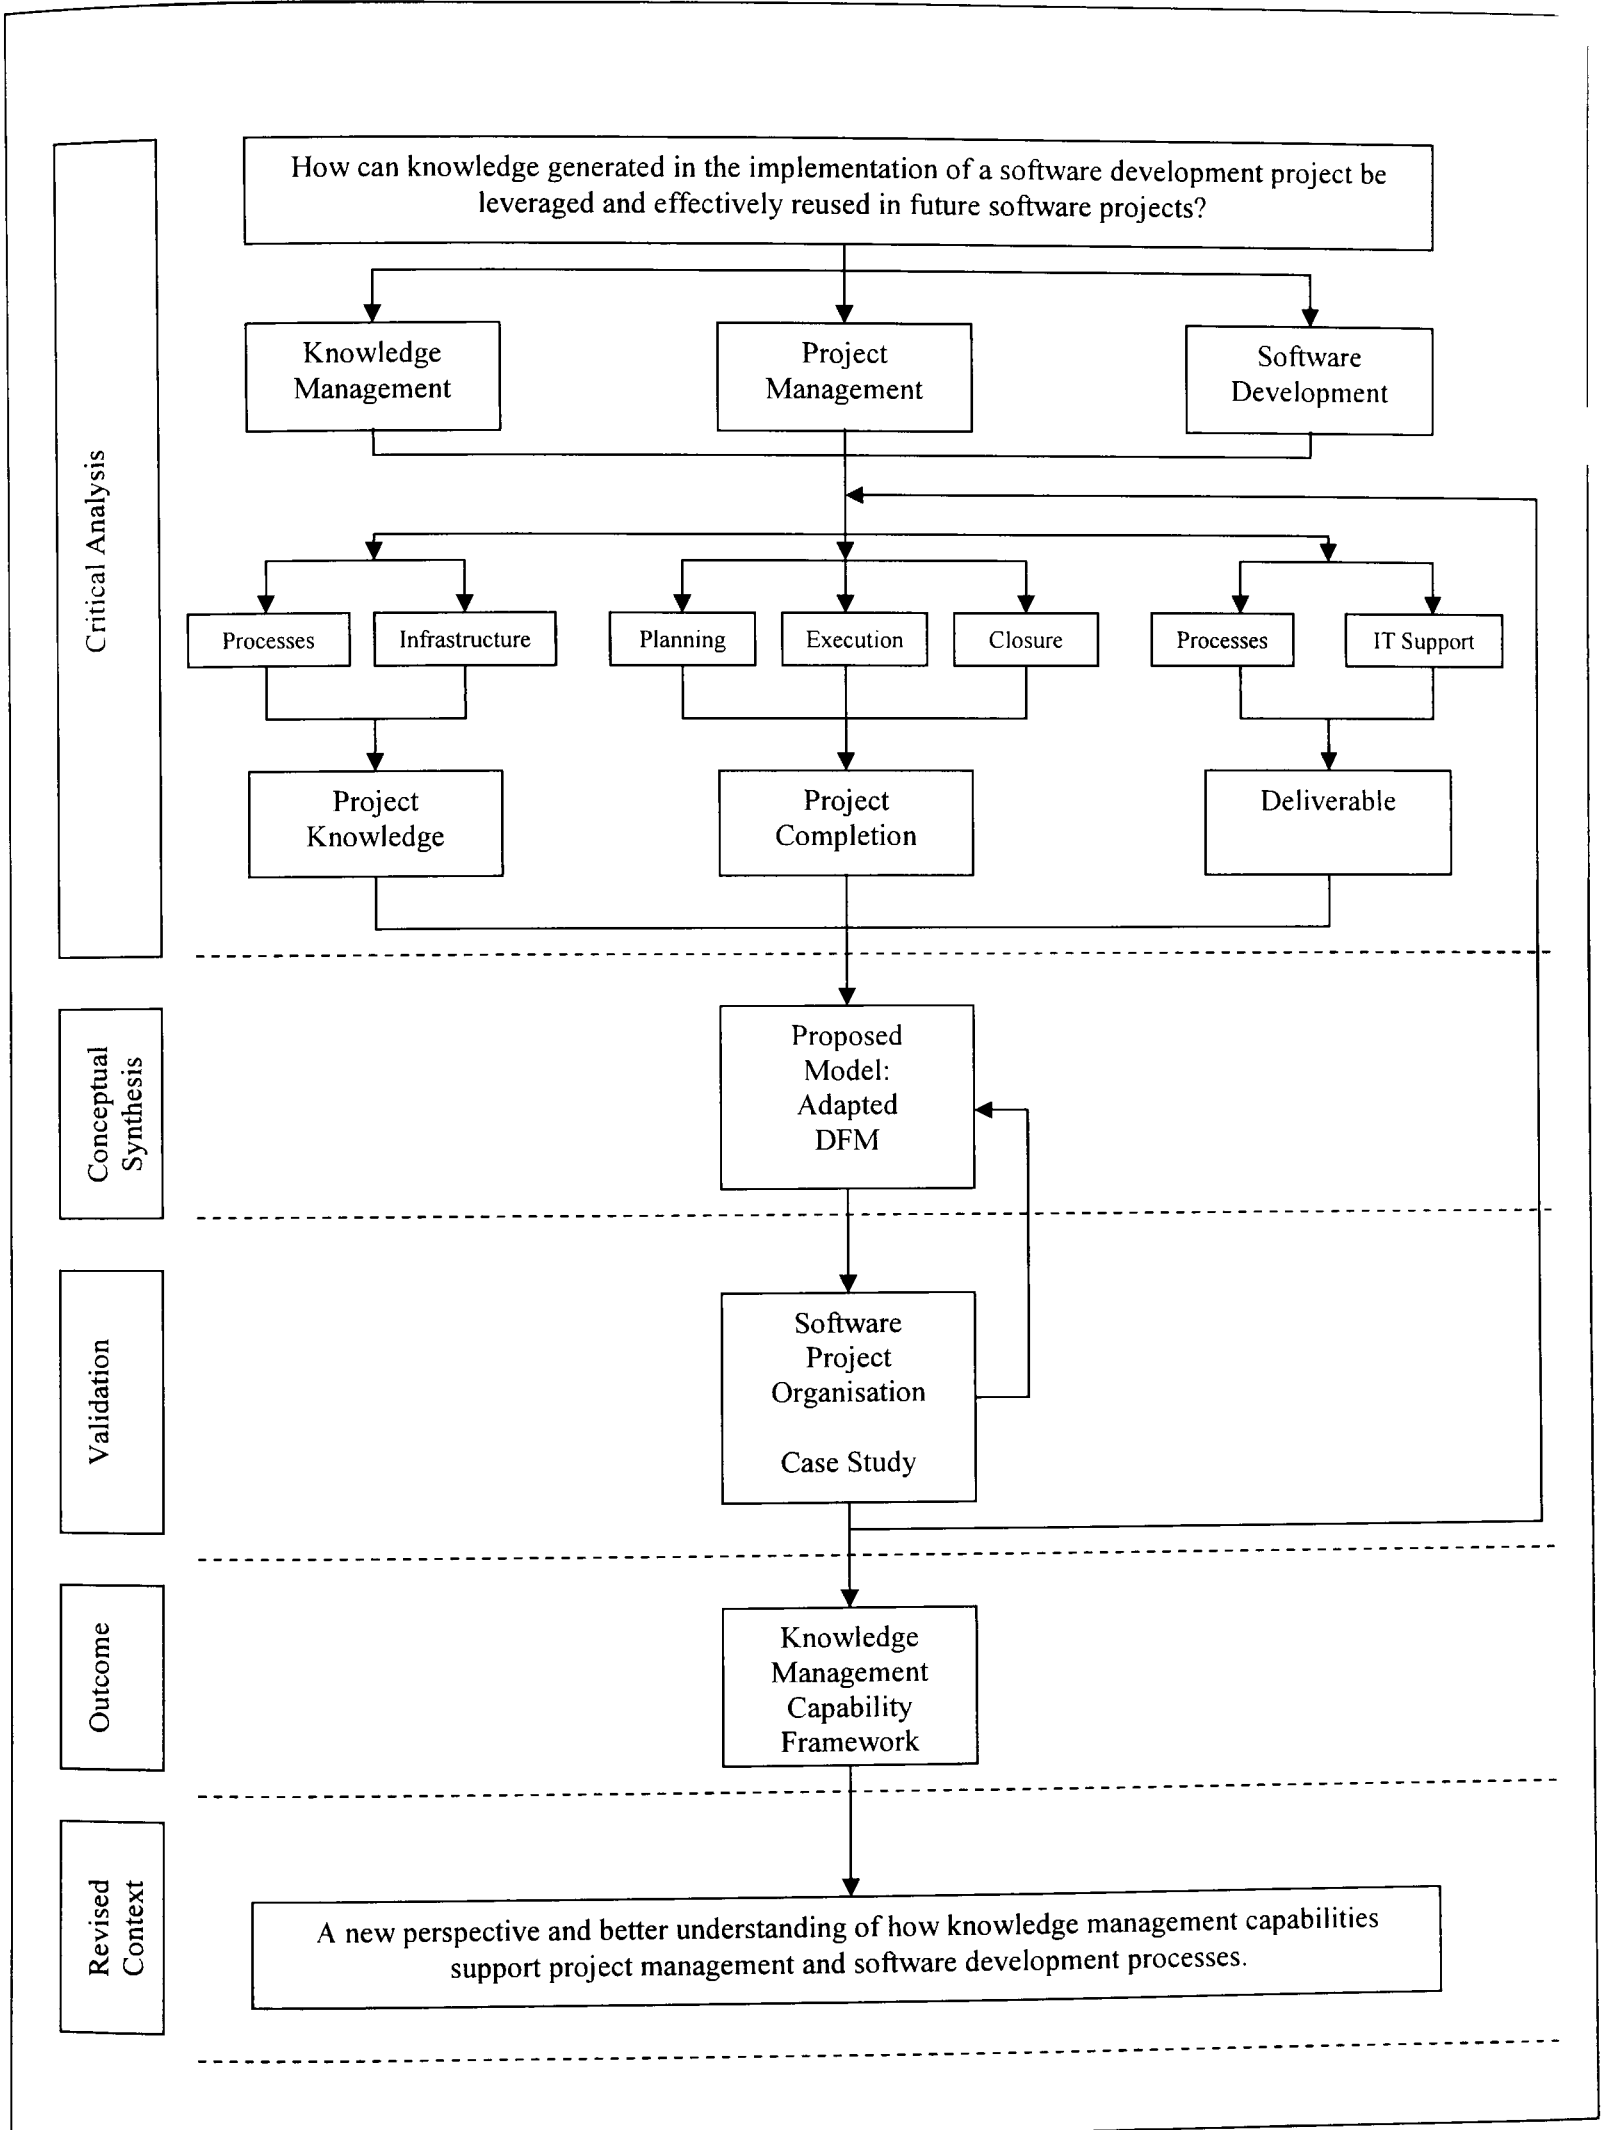 How can knowledge generated in the implementation of a software development project be
leveraged and effectively reused in future software projects?
Knowledge
Management
Project
Management
Software
Development
Critical Analysis
Processes
Infrastructure
Planning
Execution
Closure
Processes
IT Support
Project
Knowledge
Project
Completion
Deliverable
Conceptual
Synthesis
Proposed
Model:
Adapted
DFM
Validation
Software
Project
Organisation
Case Study
Outcome
Knowledge
Management
Capability
Framework
Revised
Context
A new perspective and better understanding of how knowledge management capabilities
support project management and software development processes.